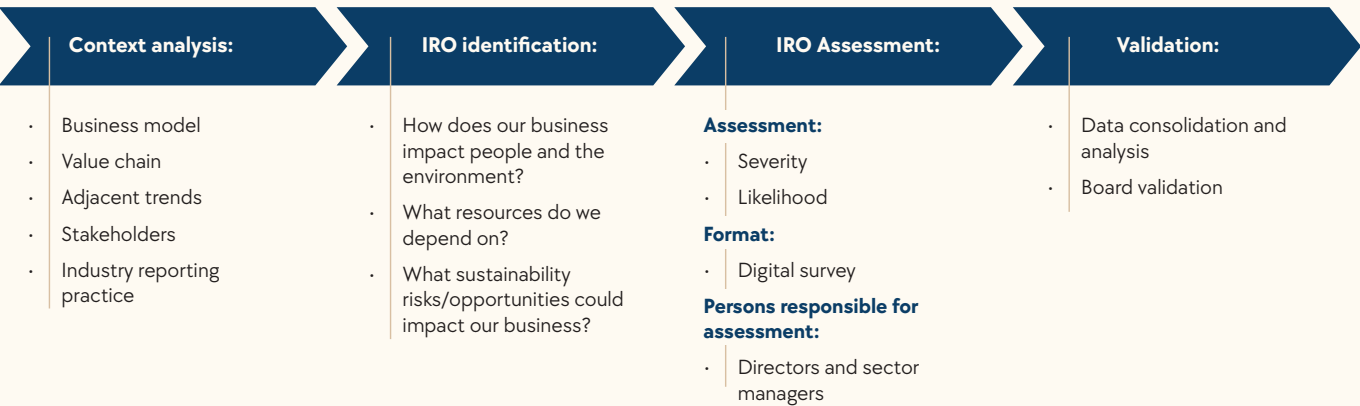 Context analysis:
Business model
Value chain
Adjacent trends
Stakeholders
Industry reporting
practice
IRO identification:
How does our business
impact people and the
environment?
What resources do we
depend on?
What sustainability
risks/opportunities could
impact our business?
IRO Assessment:
Assessment:
Severity
Likelihood
Format:
Digital survey
Persons responsible for
assessment:
Directors and sector
managers
Validation:
Data consolidation and
analysis
Board validation